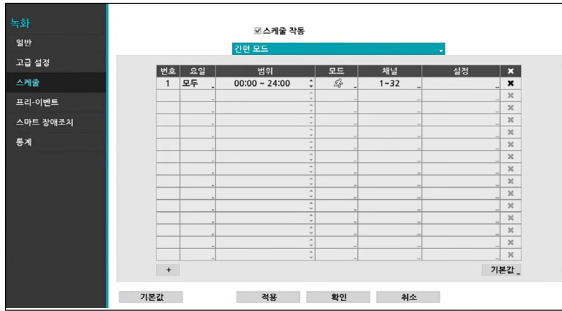 녹화
일반
고급 설정
스케줄
프리-이벤트
스마트 장애조치
통계
스케줄 작동
간편 모드
번호 요일 범위 모드 채널 설정
1 모두 00:00 ~ 24:00 1~32
+ 기본값
기본값 적용 확인 취소